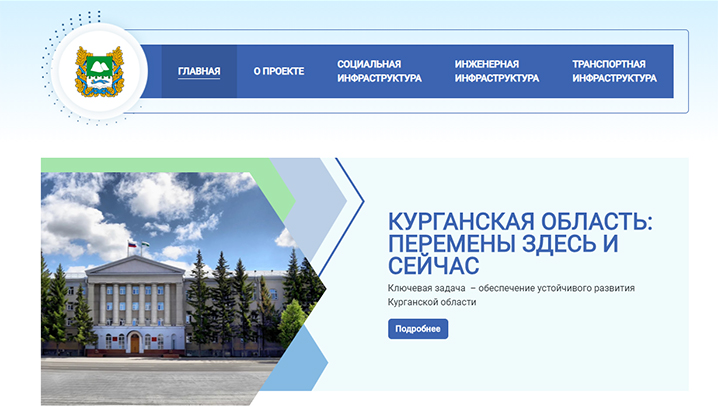 ГЛАВНАЯ
О ПРОЕКТЕ
СОЦИАЛЬНАЯ
ИНФРАСТРУКТУРА
ИНЖЕНЕРНАЯ
ИНФРАСТРУКТУРА
ТРАНСПОРТНАЯ
ИНФРАСТРУКТУРА
КУРГАНСКАЯ ОБЛАСТЬ:
ПЕРЕМЕНЫ ЗДЕСЬ И
СЕЙЧАС
Ключевая задача – обеспечение устойчивого развития
Курганской области
Подробнее